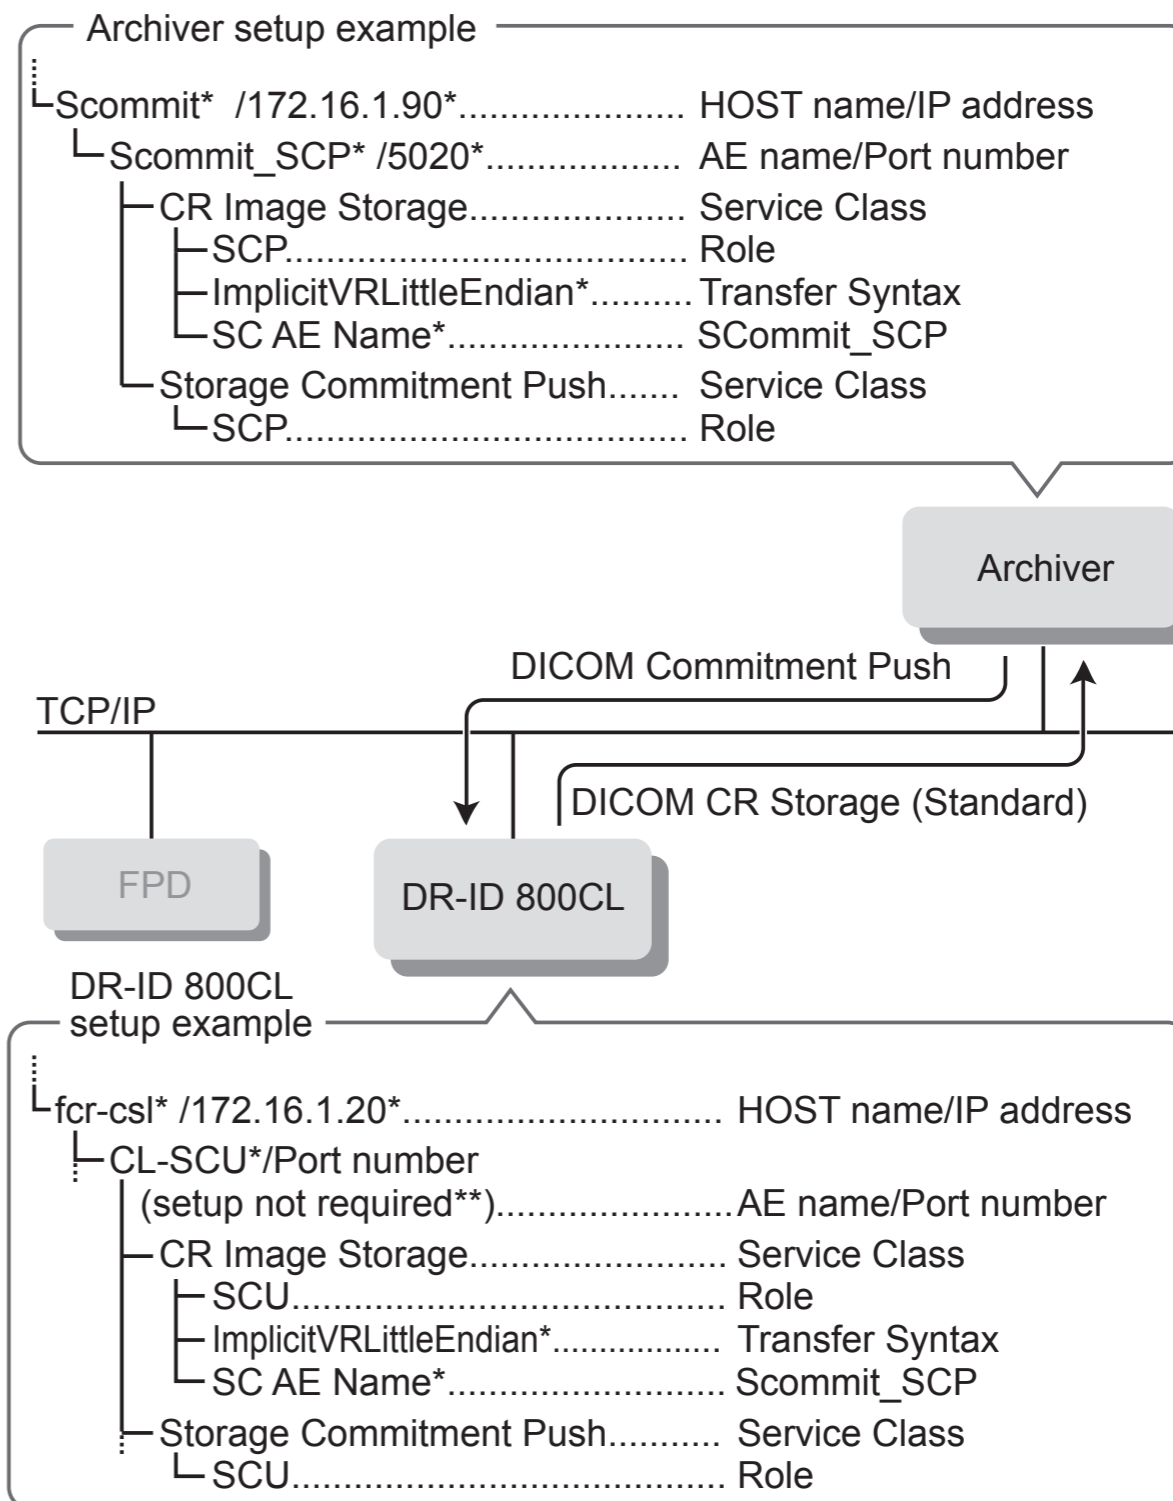 Archiver setup example
Scommit* /172.16.1.90*...................... HOST name/IP address
Scommit_SCP* /5020*................... AE name/Port number
CR Image Storage..................... Service Class
SCP....................................... Role
ImplicitVRLittleEndian*.......... Transfer Syntax
SC AE Name*....................... SCommit_SCP
Storage Commitment Push....... Service Class
SCP....................................... Role
Archiver
DICOM Commitment Push
TCP/IP
DICOM CR Storage (Standard)
FPD
DR-ID 800CL
DR-ID 800CL
setup example
fcr-csl* /172.16.1.20*............................... HOST name/IP address
CL-SCU*/Port number
(setup not required**)....................... AE name/Port number
CR Image Storage......................... Service Class
SCU.......................................... Role
ImplicitVRLittleEndian*................. Transfer Syntax
SC AE Name*........................... Scommit_SCP
Storage Commitment Push........... Service Class
SCU.......................................... Role